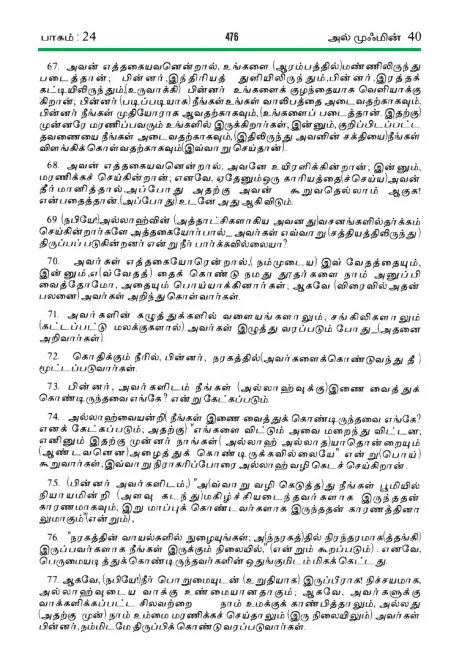 பாகம் : 24 476 அல் முஃமின் 40
67. அவன் எத்தகையவனென்றால், உங்களை (ஆரம்பத்தில்)மண்ணிலிருந்து
படைத்தான்; பின்னர்,இந்திரியத் துளியிலிருந்தும்,பின்னர்,இரத்தக்
கட்டியிலிருந்தும்,(உருவாக்கி) பின்னர் உங்களைக் குழந்தையாக வெளியாக்கு
கிறான்; பின்னர் (படிப்படியாக)நீங்கள் உங்கள் வாலிபத்தை அடைவதற்காகவும்,
பின்னர் நீங்கள் முதியோராக ஆவதற்காகவும்,(உங்களைப் படைத்தான். இதற்கு)
முன்னரே மரணிப்பவரும் உங்களில் இருக்கிறார்கள்; இன்னும், குறிப்பிடப்பட்ட
தவணையை நீங்கள் அடைவதற்காகவும்,(இதிலிருந்து அவனின் சக்தியை)நீங்கள்
விளங்கிக்கொள்வதற்காகவும்(இவ்வாறு செய்தான்).
68. அவன் எத்தகையவனென்றால், அவனே உயிரளிக்கின்றான்; இன்னும்,
மரணிக்கச் செய்கின்றான்; எனவே, ஏதேனும்ஒரு காரியத்தை(ச்செய்ய)அவன்
தீர்மானித்தால்,அப்போது அதற்கு அவன் கூறுவதெல்லாம் ஆகுக!
என்பதைத்தான்.(அப்போது) உடனே அது ஆகிவிடும்.
69 (நபியே!)அல்லாஹ்வின் (அத்தாட்சிகளாகிய அவனது)வசனங்களில்தர்க்கம்
செய்கின்றார்களே அத்தகையோர்பால்_ அவர்கள் எவ்வாறு (சத்தியத்திலிருந்து)
திருப்பப்படுகின்றனர் என்று நீர் பார்க்கவில்லையா?
70. அவர்கள் எத்தகையோரென்றால்,( நம்முடைய) இவ் வேதத்தையும்,
இன்னும்,எ(வ்வேதத்) தைக் கொண்டு நமது தூதர்களை நாம் அனுப்பி
வைத்தோமோ, அதையும் பொய்யாக்கினார்கள், ஆகவே (விரைவில்அதன்
பலனை)அவர்கள் அறிந்து கொள்வார்கள்.
71. அவர்களின் கழுத்துக்களில் வளையங்களாலும், சங்கிலிகளாலும்
(கட்டப்பட்டு மலக்குகளால்) அவர்கள் இழுத்து வரப்படும் போது_(அதனை
அறிவார்கள்)
72. கொதிக்கும் நீரில், பின்னர், நரகத்தில்(அவர்களைக்கொண்டுவந்து தீ )
மூட்டப்படுவார்கள்.
73. பின்னர், அவர்களிடம் நீங்கள் (அல்லாஹ்வுக்கு)இணை வைத்துக்
கொண்டிருந்தவை எங்கே? என்று கேட்கப்படும்.
74. அல்லாஹ்வையன்றி( நீங்கள் இணை வைத்துக் கொண்டிருந்தவை எங்கே?
எனக் கேட்கப்படும்; அதற்கு) "எங்களை விட்டும் அவை மறைந்து விட்டன;
எனினும் இதற்கு முன்னர் நாங்கள்( அல்லாஹ் அல்லாத)யாதொன்றையும்
(ஆண்டவனென)அழைத்துக் கொண்டிருக்கவில்லையே" என்று(பொய்)
கூறுவார்கள்,இவ்வாறு நிராகரிப்போரை அல்லாஹ் வழி கெடச் செய்கிறான்.
75. (பின்னர் அவர்களிடம்,) "அ(வ்வாறு வழி கெடுத்த)து நீங்கள் பூமியில்
நியாயமின்றி (அளவு கடந்து)மகிழ்ச்சியடைந்தவர்களாக இருந்ததன்
காரணமாகவும், இறுமாப்புக் கொண்டவர்களாக இருந்ததன் காரணத்தினா
லுமாகும்"(என்றும்),
76. "நரகத்தின் வாயல்களில் நுழையுங்கள்; அ(ந்நரகத்)தில் நிரந்தரமாக(த்தங்கி)
இருப்பவர்களாக நீங்கள் இருக்கும் நிலையில்," (என்றும் கூறப்படும்) . எனவே,
பெருமையடித்துக்கொண்டிருந்தவர்களின் ஒதுங்குமிடம் மிகக்கெட்டது.
77. ஆகவே, (நபியே!)நீர் பொறுமையுடன் (உறுதியாக) இருப்பீராக! நிச்சயமாக,
அல்லாஹ்வுடைய வாக்கு உண்மையானதாகும்; ஆகவே, அவர்களுக்கு
வாக்களிக்கப்பட்ட சிலவற்றை நாம் உமக்குக் காண்பித்தாலும், அல்லது
(அதற்கு முன்) நாம் உம்மை மரணிக்கச் செய்தாலும் (இரு நிலையிலும்) அவர்கள்
பின்னர், நம்மிடமே திருப்பிக்கொண்டு வரப்படுவார்கள்.